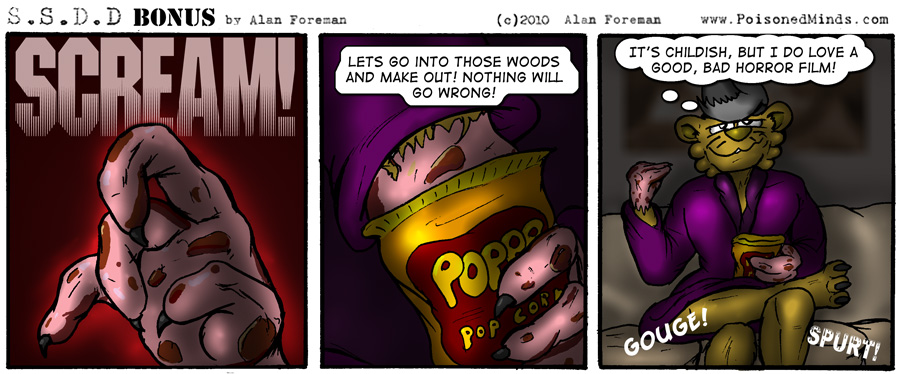 S.S.D.D BONUS by Alan Foreman (c)2010 Alan Foreman www.PoisonedMinds.com
SCREAM!
LETS GO INTO THOSE WOODS
AND MAKE OUT! NOTHING WILL
GO WRONG!
POPPO
POP CORN
IT'S CHILDISH, BUT I DO LOVE A
GOOD, BAD HORROR FILM!
GOUGE!
SPURT!